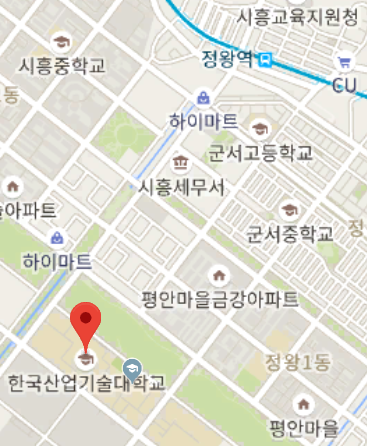 시흥교육지원청
정왕역
시흥중학교
CU
1동
하이마트
군서고등학교
시흥세무서
아파트
군서중학교
정
하이마트
평안마을금강아파트
정왕1동
한국산업기술대학교
평안마을